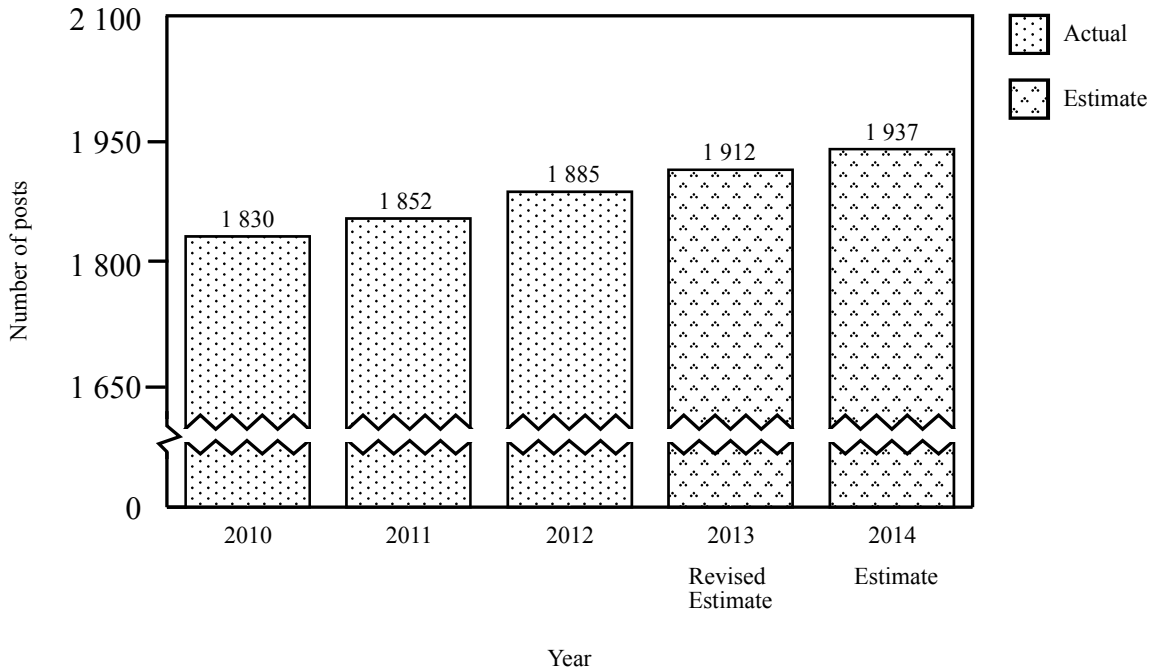 2 100
1 950
1 800
1 650
0
Number of posts
1 830
1 852
1 885
1 912
1 937
2010
2011
2012
2013
2014
Revised
Estimate
Estimate
Year
Actual
Estimate